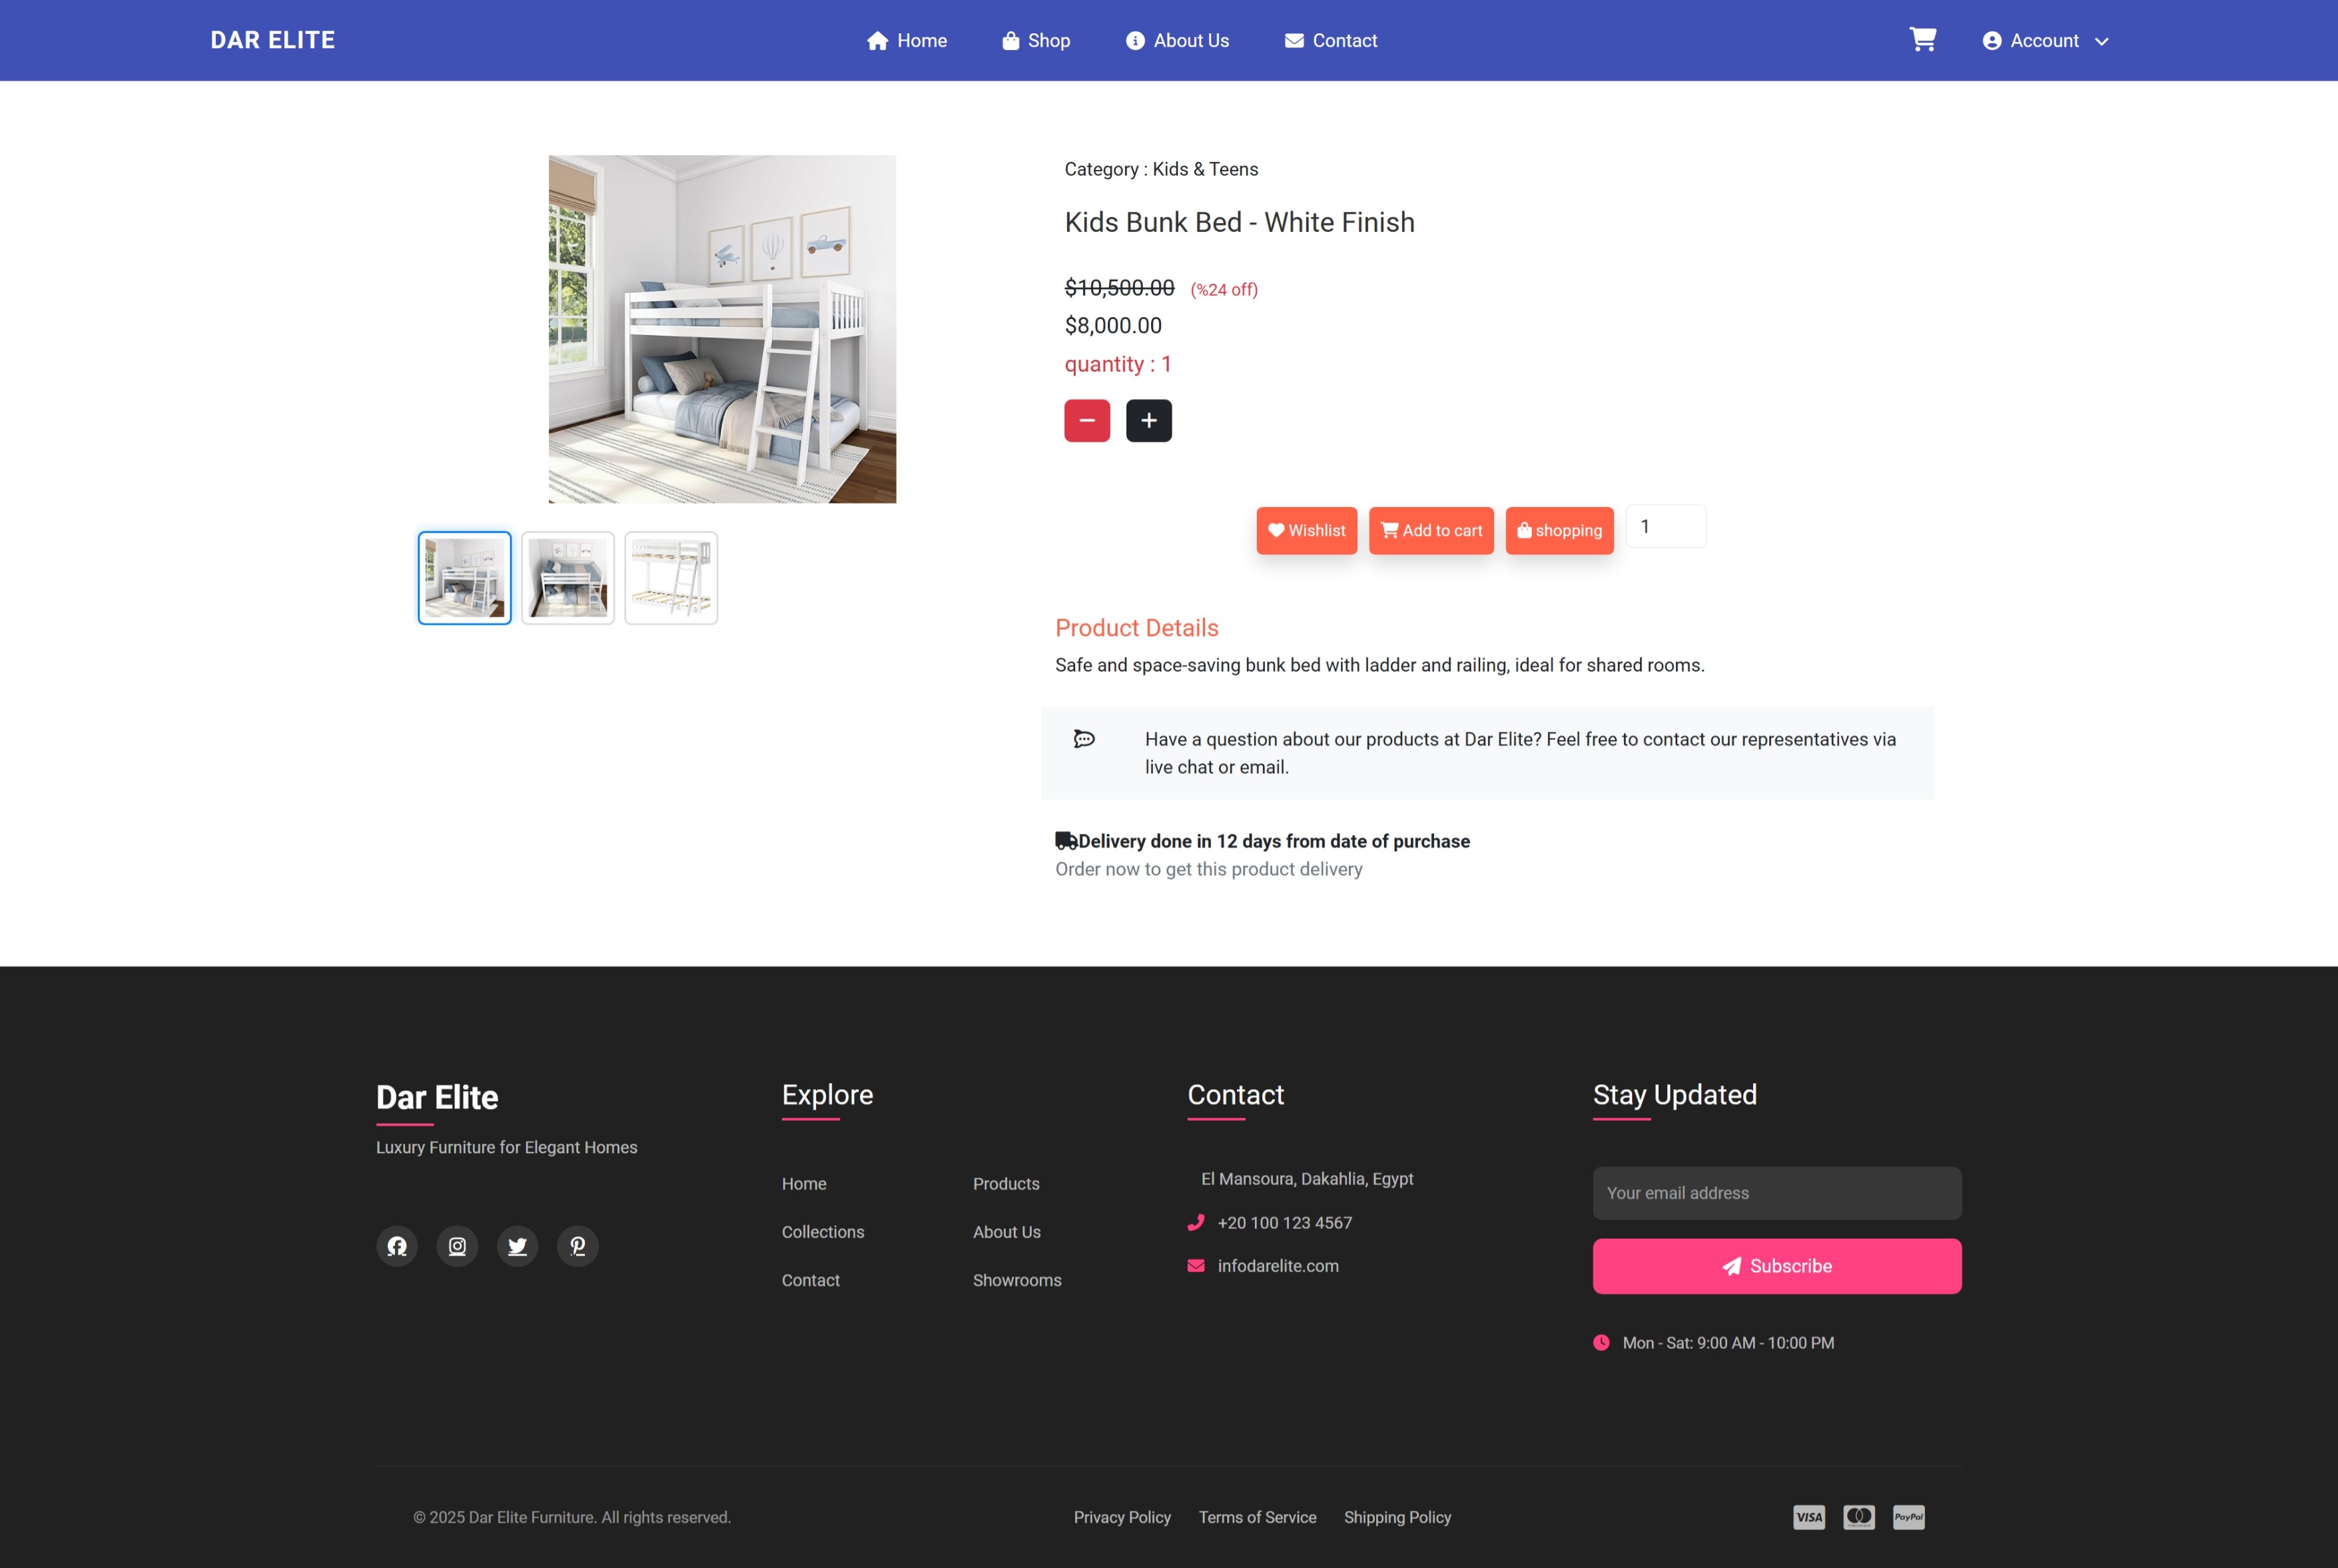 DAR ELITE
Home
Shop
About Us
Contact
Account
Category : Kids & Teens
Kids Bunk Bed - White Finish
$10,500.00 (%24 off)
$8,000.00
quantity : 1
Wishlist
Add to cart
shopping
1
Product Details
Safe and space-saving bunk bed with ladder and railing, ideal for shared rooms.
Have a question about our products at Dar Elite? Feel free to contact our representatives via
live chat or email.
Delivery done in 12 days from date of purchase
Order now to get this product delivery
Dar Elite
Luxury Furniture for Elegant Homes
Explore
Home
Products
Collections
About Us
Contact
Showrooms
Contact
El Mansoura, Dakahlia, Egypt
+20 100 123 4567
infodarelite.com
Stay Updated
Your email address
Subscribe
Mon - Sat: 9:00 AM - 10:00 PM
© 2025 Dar Elite Furniture. All rights reserved.
Privacy Policy
Terms of Service
Shipping Policy
VISA
PayPal